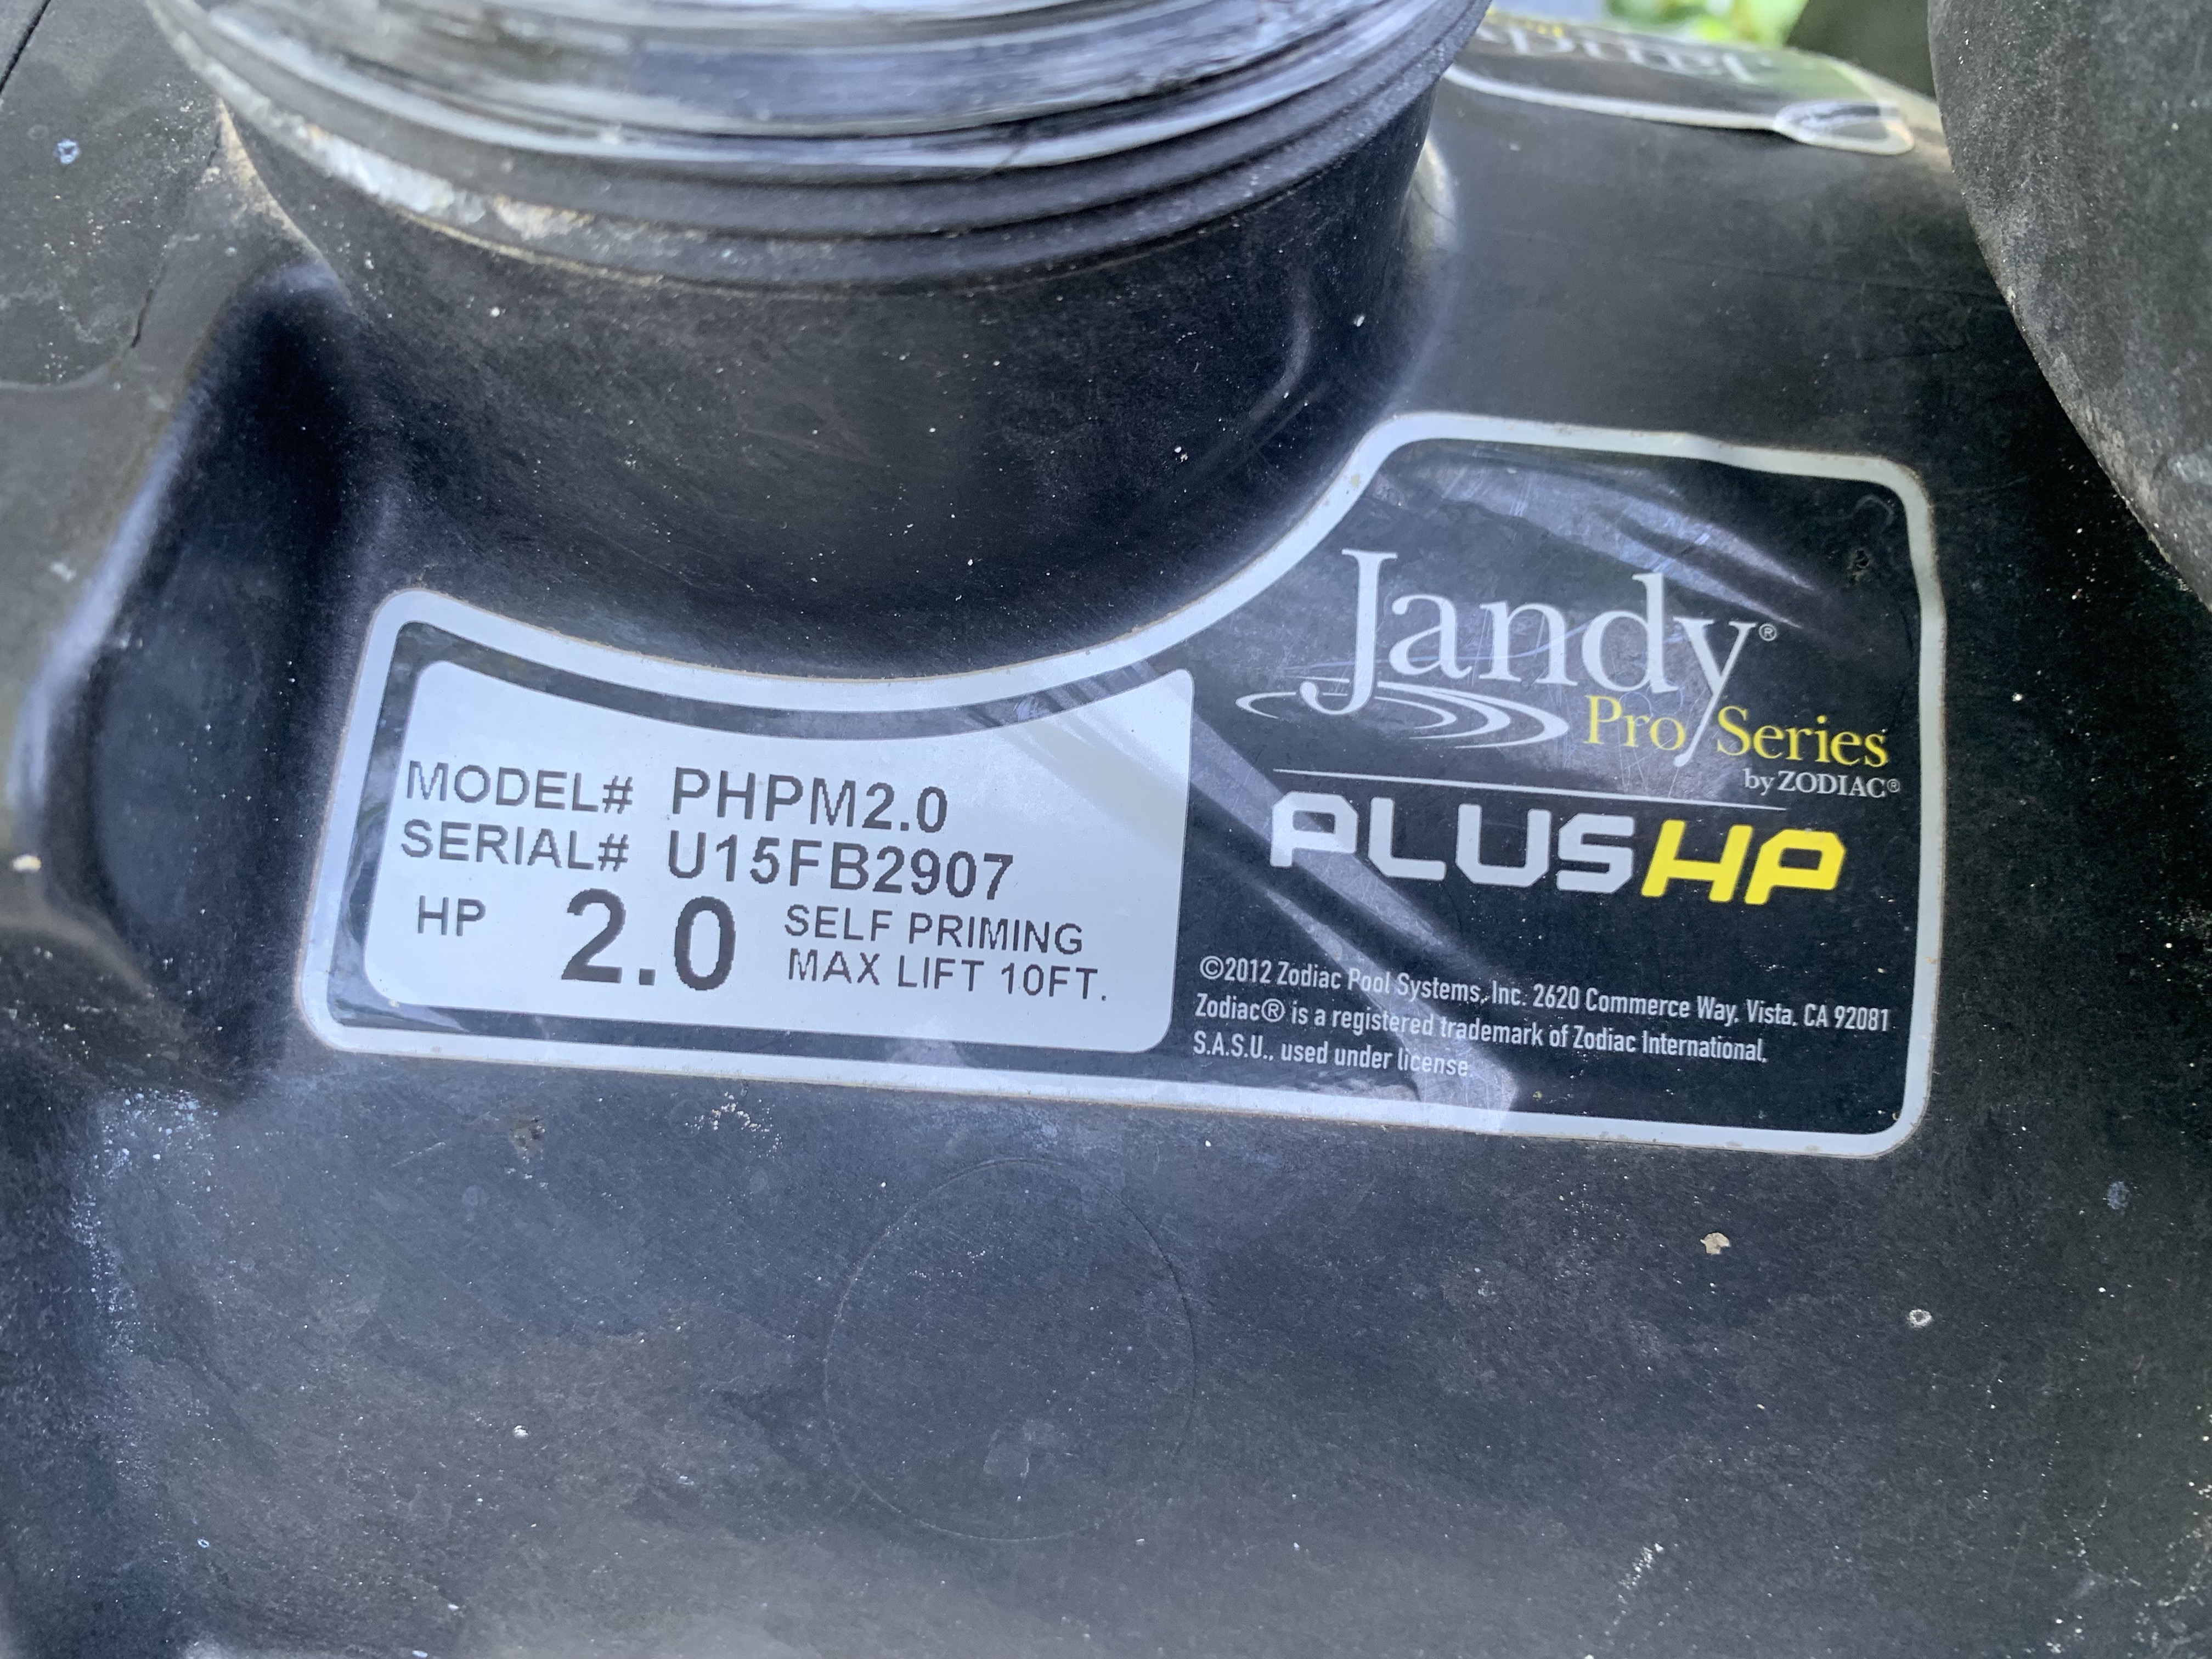 MODEL# PHPM2.0
SERIAL# U15FB2907
HP 2.0 SELF PRIMING
MAX LIFT 10FT.
Jandy®
Pro Series
by ZODIAC®
PLUSHP
©2012 Zodiac Pool Systems, Inc. 2620 Commerce Way, Vista, CA 92081
Zodiac® is a registered trademark of Zodiac International,
S.A.S.U., used under license.